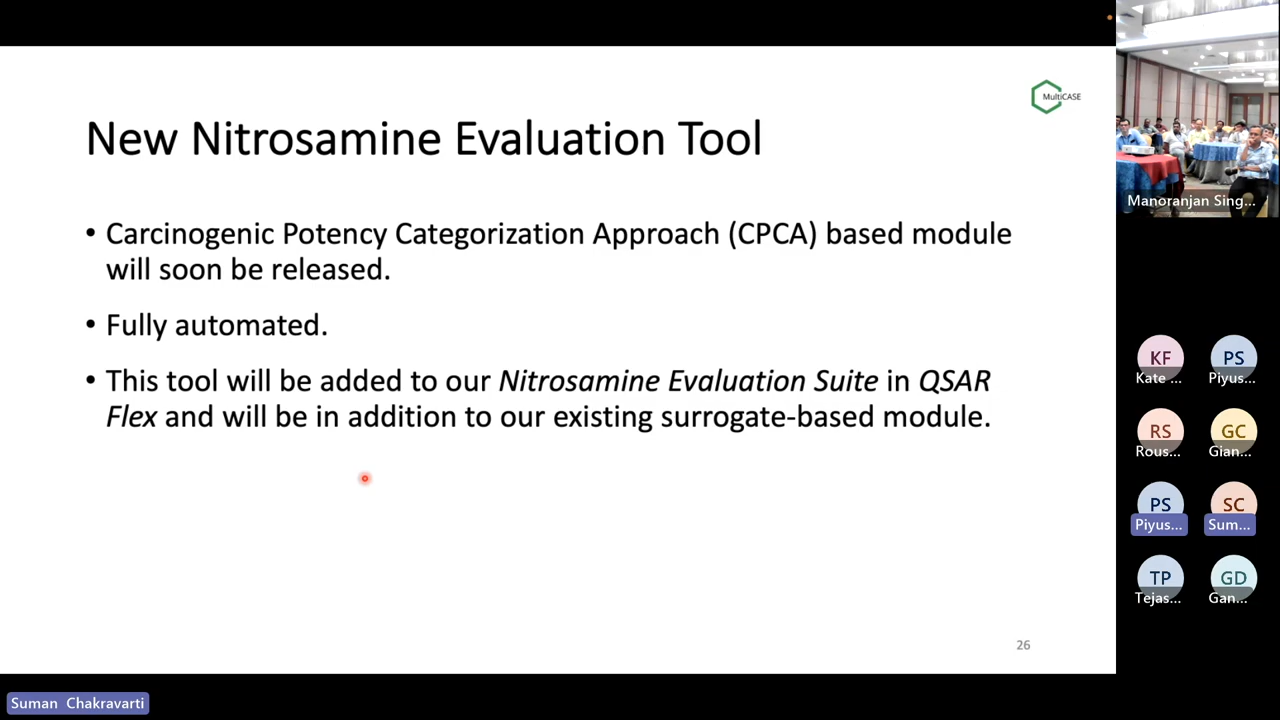 MultiCASE
New Nitrosamine Evaluation Tool
• Carcinogenic Potency Categorization Approach (CPCA) based module
will soon be released.
• Fully automated.
• This tool will be added to our Nitrosamine Evaluation Suite in QSAR
Flex and will be in addition to our existing surrogate-based module.
26
Suman Chakravarti
Manoranjan Sing...
KF PS
Kate ... Piyus...
RS GC
Rous... Gian...
PS SC
Piyus... Sum...
TP GD
Tejas... Gan...